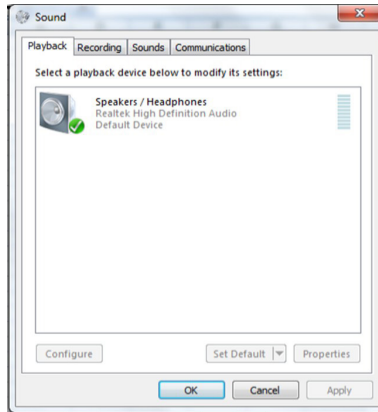 Sound
Playback Recording Sounds Communications
Select a playback device below to modify its settings:
Speakers / Headphones
Realtek High Definition Audio
Default Device
Configure Set Default Properties
OK Cancel Apply